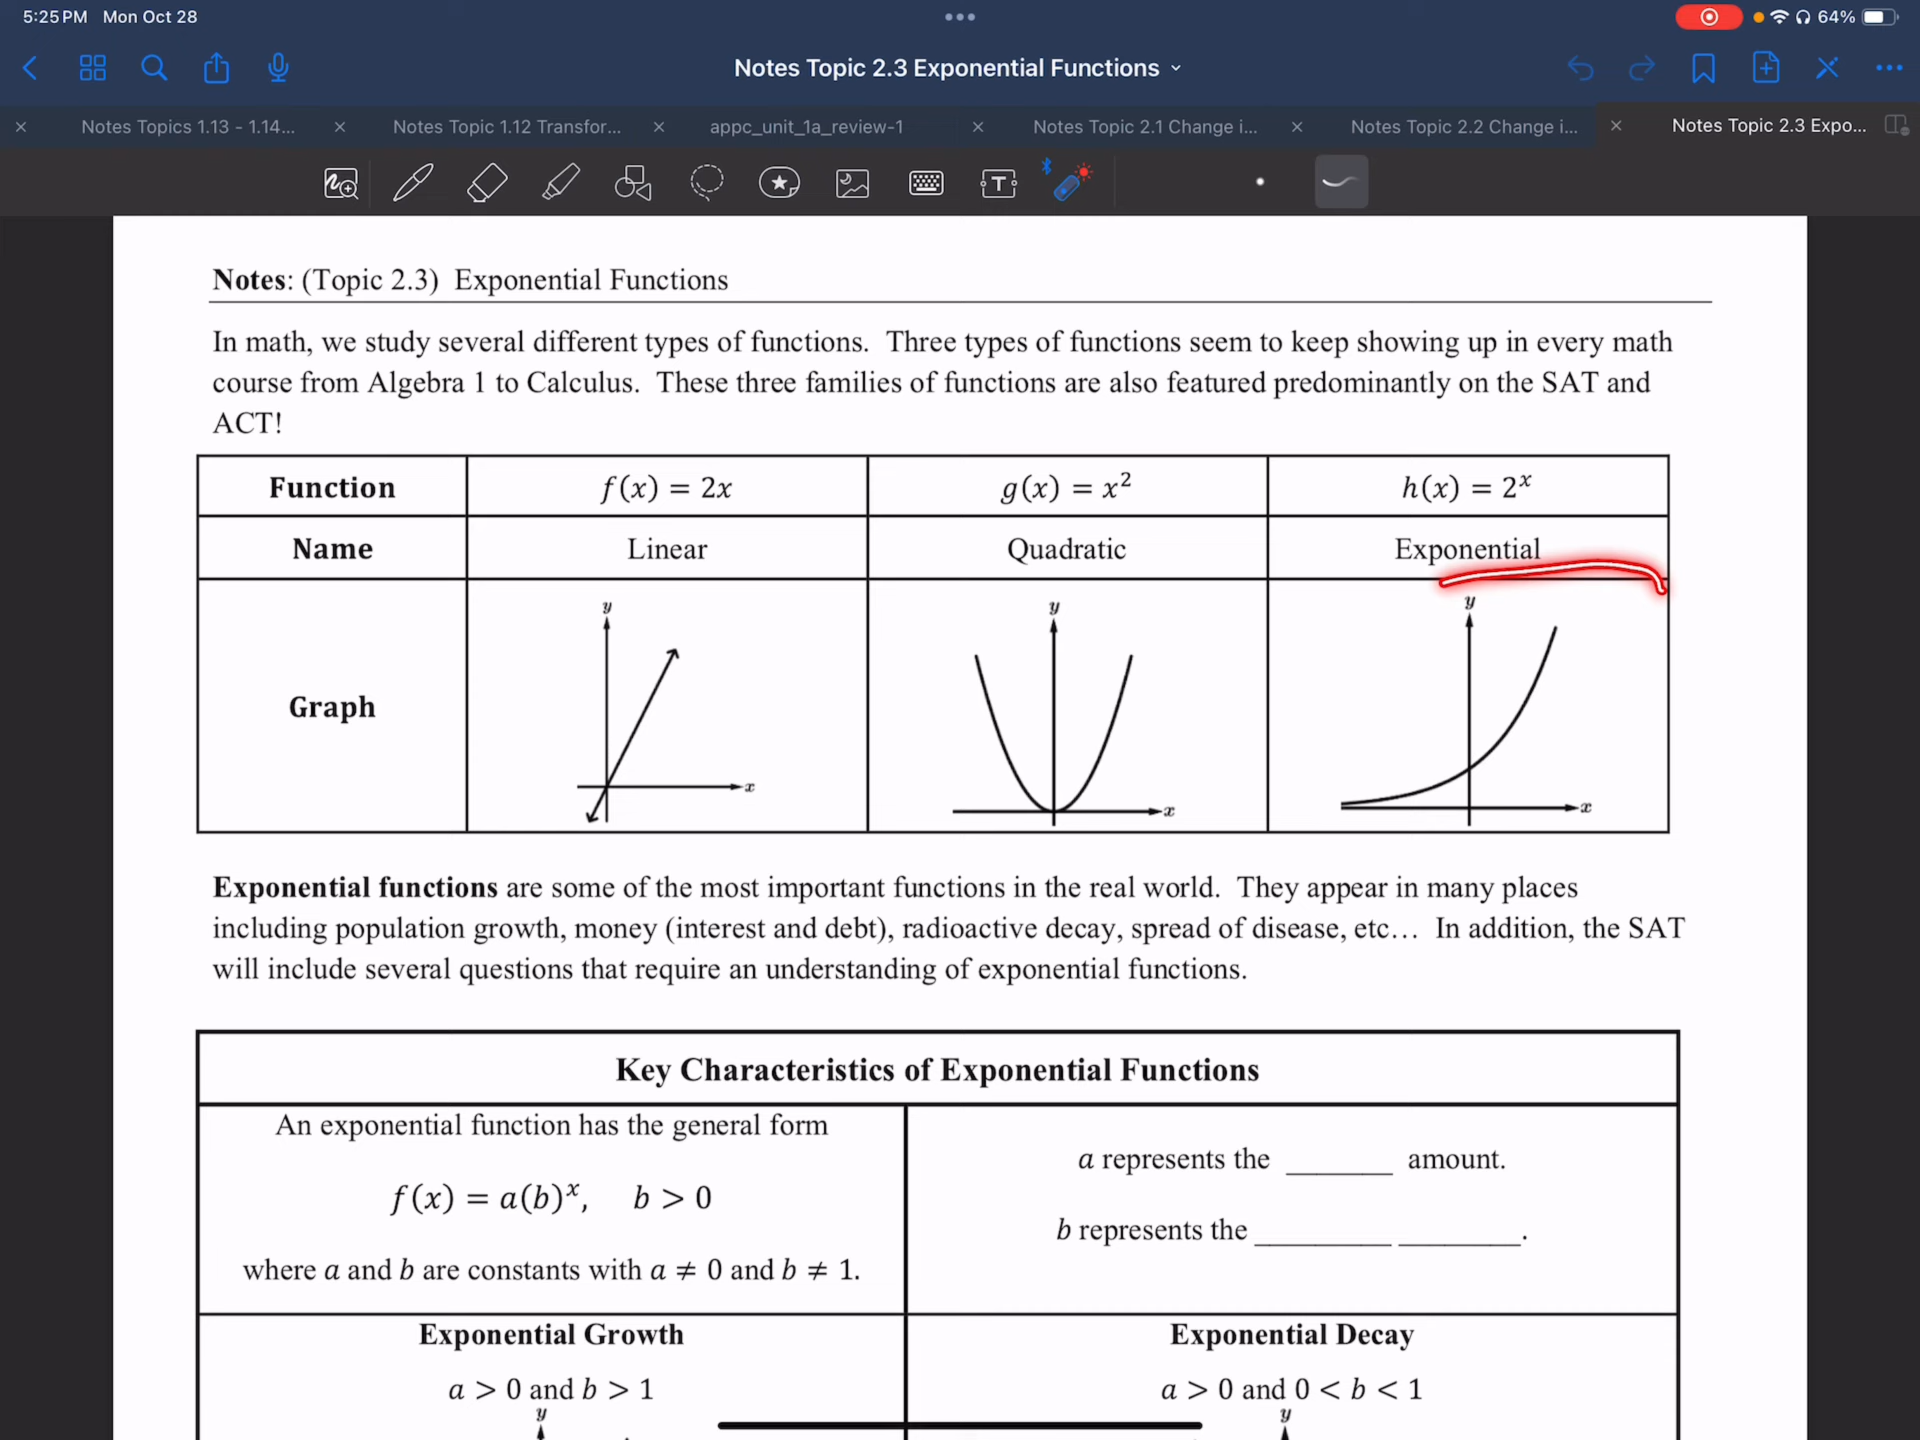 5:25 PM Mon Oct 28
64%
Notes Topic 2.3 Exponential Functions
Notes Topics 1.13 - 1.14...
Notes Topic 1.12 Transfor...
appc_unit_1a_review-1
Notes Topic 2.1 Change i...
Notes Topic 2.2 Change i...
Notes Topic 2.3 Expo...
Notes: (Topic 2.3) Exponential Functions
In math, we study several different types of functions. Three types of functions seem to keep showing up in every math
course from Algebra 1 to Calculus. These three families of functions are also featured predominantly on the SAT and
ACT!
Function f(x) = 2x g(x) = x² h(x) = 2ˣ
Name Linear Quadratic Exponential
Graph
y
x
y
x
y
x
Exponential functions are some of the most important functions in the real world. They appear in many places
including population growth, money (interest and debt), radioactive decay, spread of disease, etc… In addition, the SAT
will include several questions that require an understanding of exponential functions.
Key Characteristics of Exponential Functions
An exponential function has the general form
f(x) = a(b)ˣ, b > 0
where a and b are constants with a ≠ 0 and b ≠ 1.
a represents the _______ amount.
b represents the _________ ________.
Exponential Growth
a > 0 and b > 1
y
Exponential Decay
a > 0 and 0 < b < 1
y